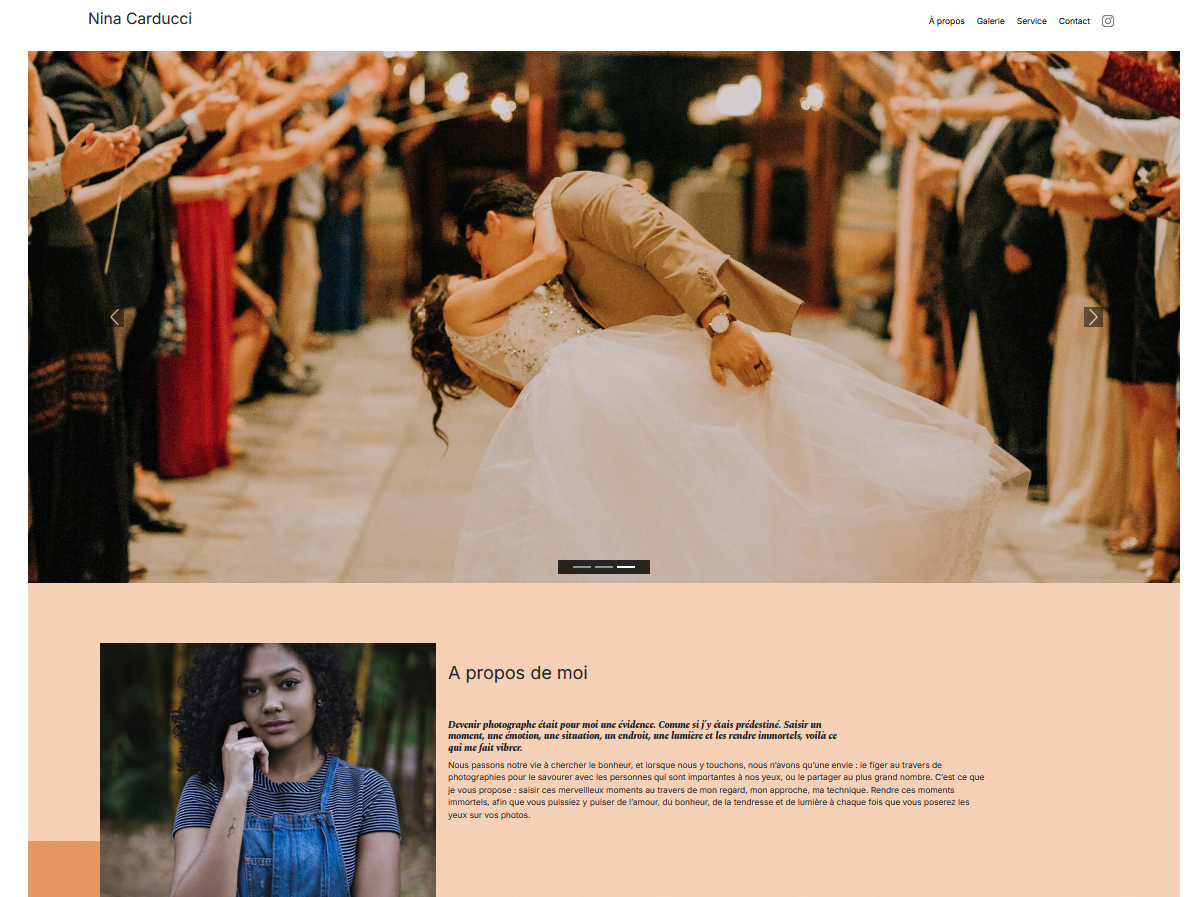 Nina Carducci
À propos Galerie Service Contact
A propos de moi
Devenir photographe était pour moi une évidence. Comme si j'y étais prédestiné. Saisir un
moment, une émotion, une situation, un endroit, une lumière et les rendre immortels, voilà ce
qui me fait vibrer.
Nous passons notre vie à chercher le bonheur, et lorsque nous y touchons, nous n'avons qu'une envie : le figer au travers de
photographies pour le savourer avec les personnes qui sont importantes à nos yeux, ou le partager au plus grand nombre. C'est ce que
je vous propose : saisir ces merveilleux moments au travers de mon regard, mon approche, ma technique. Rendre ces moments
immortels, afin que vous puissiez y puiser de l'amour, du bonheur, de la tendresse et de lumière à chaque fois que vous poserez les
yeux sur vos photos.